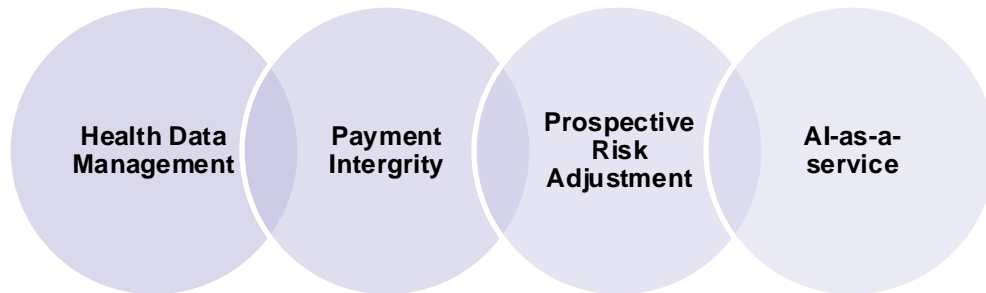 Health Data
Management
Payment
Intergrity
Prospective
Risk
Adjustment
AI-as-a-
service